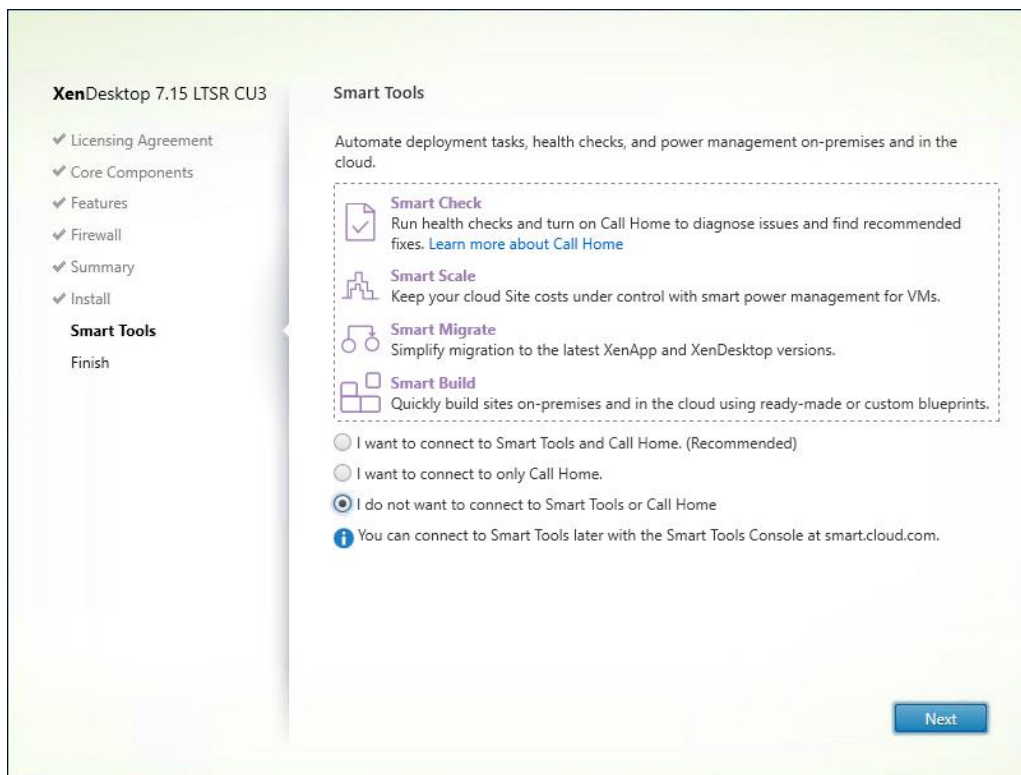 XenDesktop 7.15 LTSR CU3
Licensing Agreement
Core Components
Features
Firewall
Summary
Install
Smart Tools
Finish
Smart Tools
Automate deployment tasks, health checks, and power management on-premises and in the
cloud.
Smart Check
Run health checks and turn on Call Home to diagnose issues and find recommended
fixes. Learn more about Call Home
Smart Scale
Keep your cloud Site costs under control with smart power management for VMs.
Smart Migrate
Simplify migration to the latest XenApp and XenDesktop versions.
Smart Build
Quickly build sites on-premises and in the cloud using ready-made or custom blueprints.
I want to connect to Smart Tools and Call Home. (Recommended)
I want to connect to only Call Home.
I do not want to connect to Smart Tools or Call Home
You can connect to Smart Tools later with the Smart Tools Console at smart.cloud.com.
Next